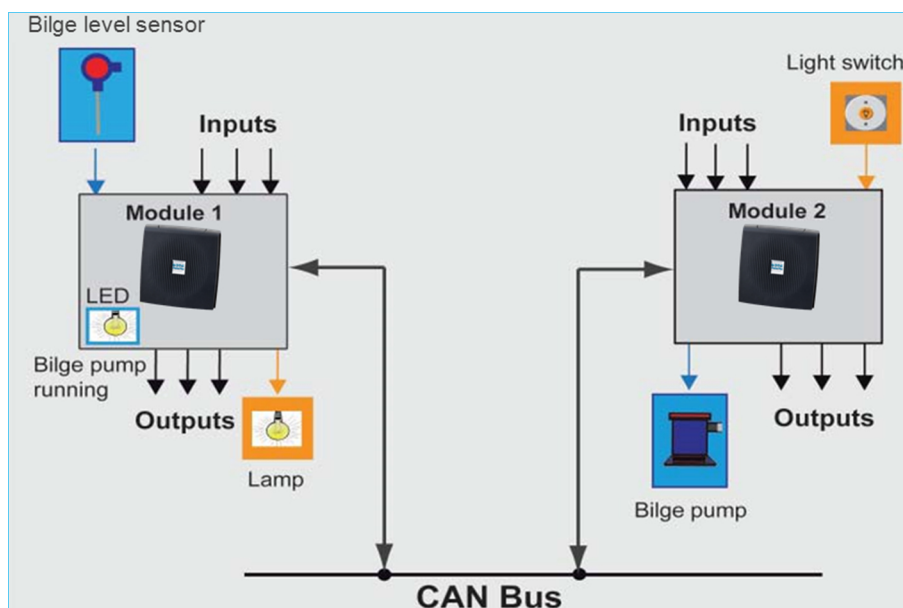 Bilge level sensor
Light switch
Inputs
Inputs
Module 1
Module 2
LED
Bilge pump
running
Outputs
Outputs
Lamp
Bilge pump
CAN Bus